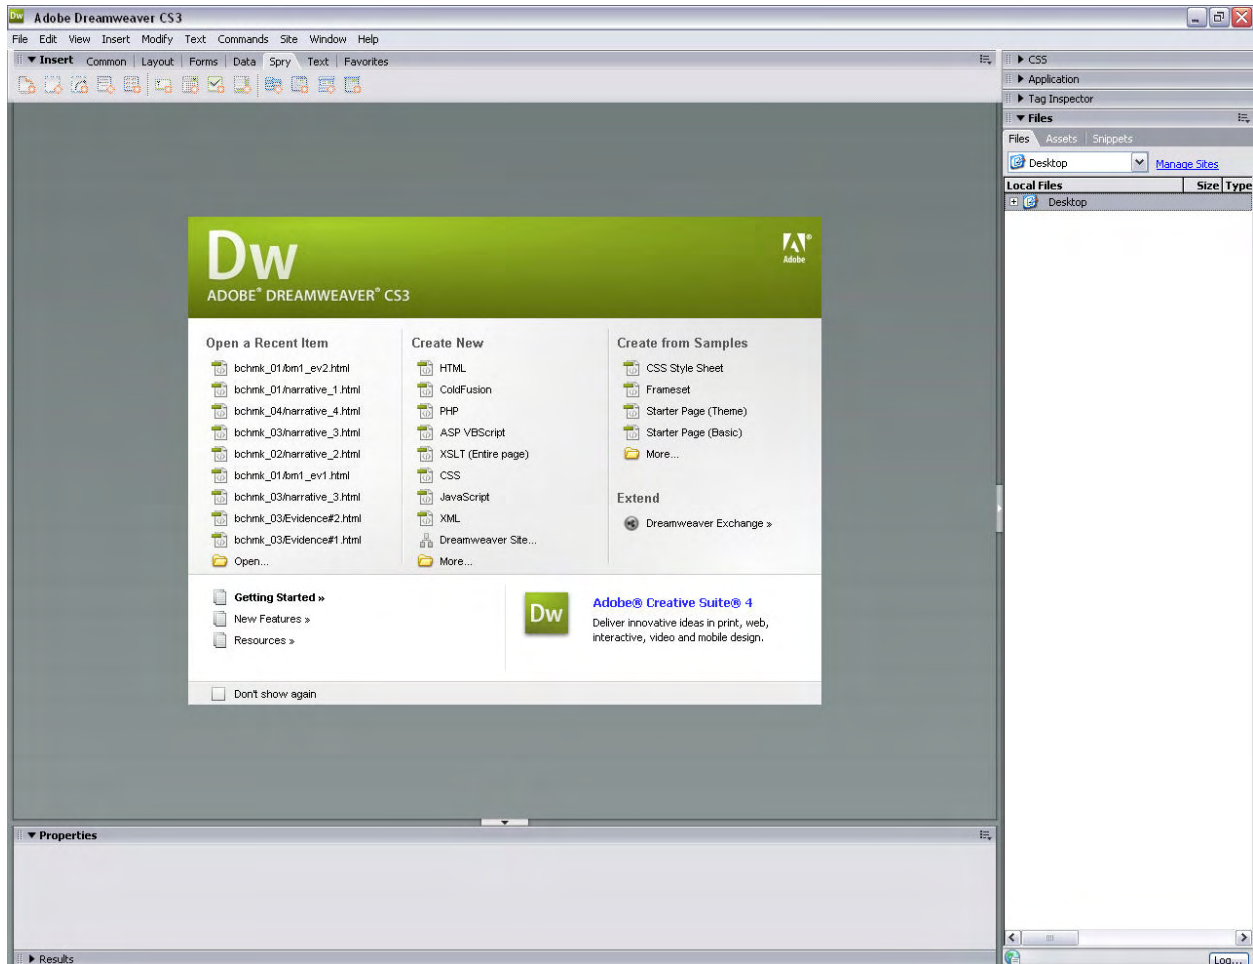 Dw Adobe Dreamweaver CS3
File Edit View Insert Modify Text Commands Site Window Help
Insert Common Layout Forms Data Spry Text Favorites
CSS
Application
Tag Inspector
Files
Files Assets Snippets
Desktop Manage Sites
Local Files Size Type
Desktop
Dw
ADOBE® DREAMWEAVER® CS3
Adobe®
Open a Recent Item
bchmk_01/bm1_ev2.html
bchmk_01/narrative_1.html
bchmk_04/narrative_4.html
bchmk_03/narrative_3.html
bchmk_02/narrative_2.html
bchmk_01/bm1_ev1.html
bchmk_03/narrative_3.html
bchmk_03/Evidence#2.html
bchmk_03/Evidence#1.html
Open...
Create New
HTML
ColdFusion
PHP
ASP VBScript
XSLT (Entire page)
CSS
JavaScript
XML
Dreamweaver Site...
More...
Create from Samples
CSS Style Sheet
Frameset
Starter Page (Theme)
Starter Page (Basic)
More...
Extend
Dreamweaver Exchange »
Getting Started »
New Features »
Resources »
Dw
Adobe® Creative Suite® 4
Deliver innovative ideas in print, web,
interactive, video and mobile design.
Don't show again
Properties
Results
Log...